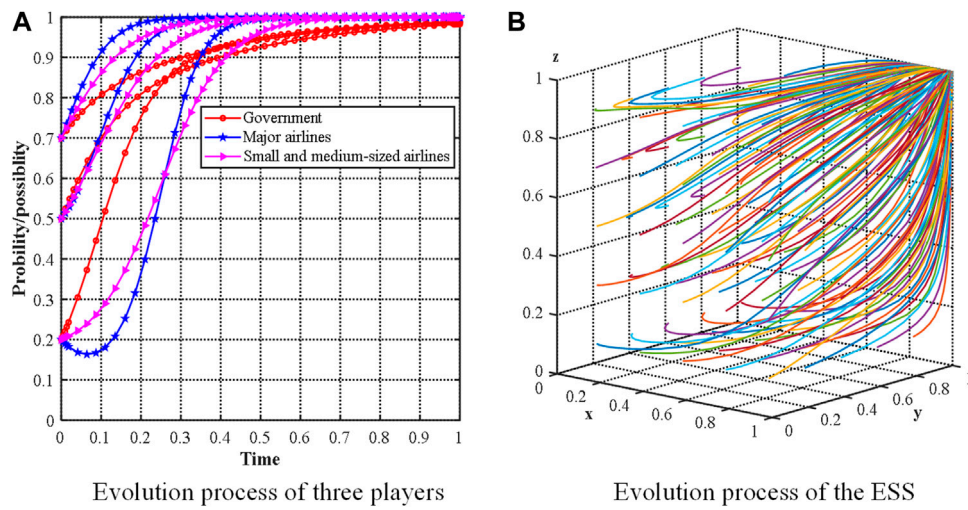 A
1
0.9
0.8
0.7
0.6
0.5
0.4
0.3
0.2
0.1
0
Probility/possibility
Government
Major airlines
Small and medium-sized airlines
0 0.1 0.2 0.3 0.4 0.5 0.6 0.7 0.8 0.9 1
Time
Evolution process of three players
B
z
1
0.8
0.6
0.4
0.2
0
0 0.2 0.4 0.6 0.8 1
x
0 0.2 0.4 0.6 0.8 1
y
Evolution process of the ESS